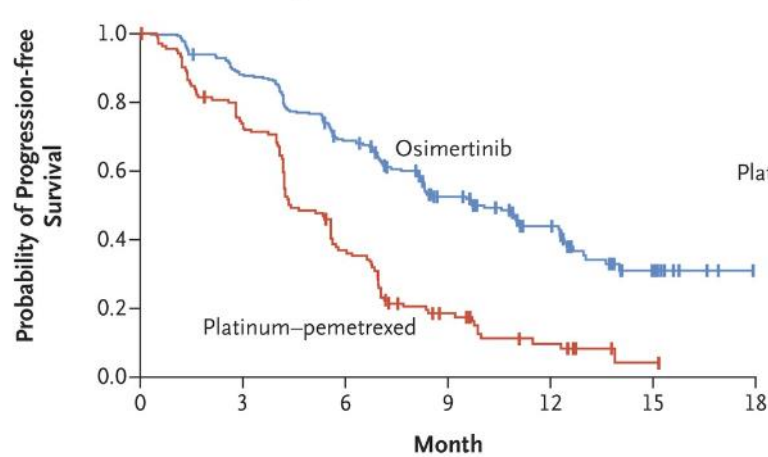 Probability of Progression-free
Survival
1.0
0.8
0.6
0.4
0.2
0.0
Osimertinib
Plat
Platinum–pemetrexed
0 3 6 9 12 15 18
Month